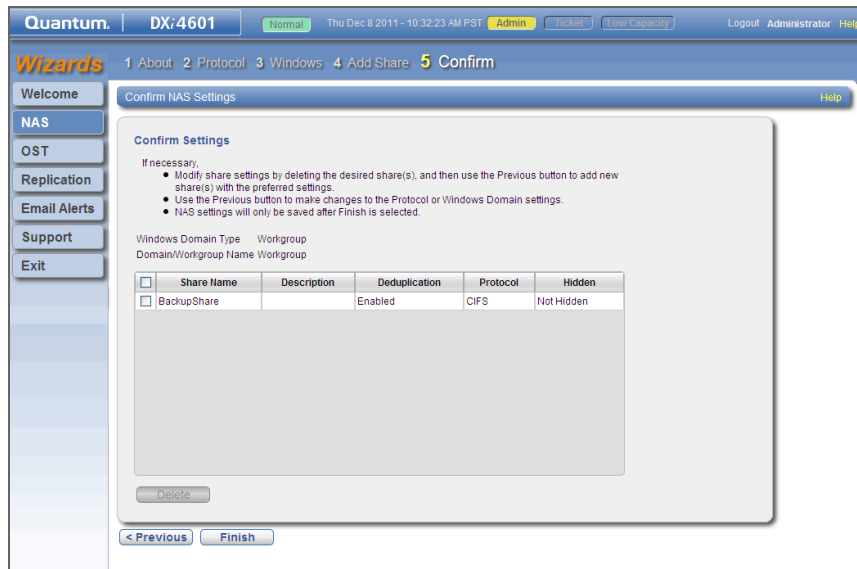 Quantum. DXi4601 Normal Thu Dec 8 2011 - 10:32:23 AM PST Admin Ticket Low Capacity Logout Administrator Help
Wizards 1 About 2 Protocol 3 Windows 4 Add Share 5 Confirm
Welcome
NAS
OST
Replication
Email Alerts
Support
Exit
Confirm NAS Settings Help
Confirm Settings
If necessary,
● Modify share settings by deleting the desired share(s), and then use the Previous button to add new
share(s) with the preferred settings.
● Use the Previous button to make changes to the Protocol or Windows Domain settings.
● NAS settings will only be saved after Finish is selected.
Windows Domain Type Workgroup
Domain/Workgroup Name Workgroup
Share Name Description Deduplication Protocol Hidden
BackupShare Enabled CIFS Not Hidden
Delete
< Previous Finish